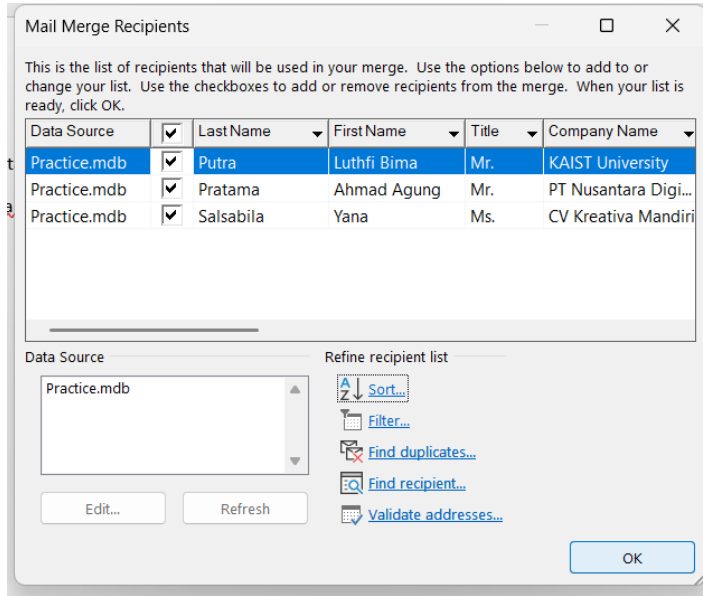 Mail Merge Recipients
This is the list of recipients that will be used in your merge. Use the options below to add to or
change your list. Use the checkboxes to add or remove recipients from the merge. When your list is
ready, click OK.
Data Source Last Name First Name Title Company Name
Practice.mdb Putra Luthfi Bima Mr. KAIST University
Practice.mdb Pratama Ahmad Agung Mr. PT Nusantara Digi...
Practice.mdb Salsabila Yana Ms. CV Kreativa Mandiri
Data Source
Practice.mdb
Edit... Refresh
Refine recipient list
Sort...
Filter...
Find duplicates...
Find recipient...
Validate addresses...
OK